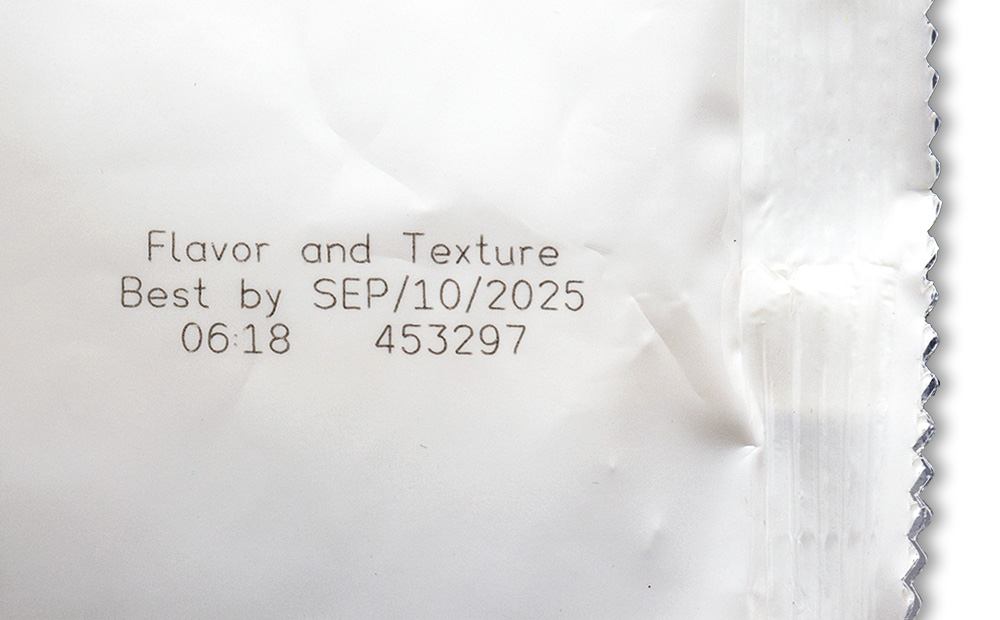 Flavor and Texture
Best by SEP/10/2025
06:18 453297